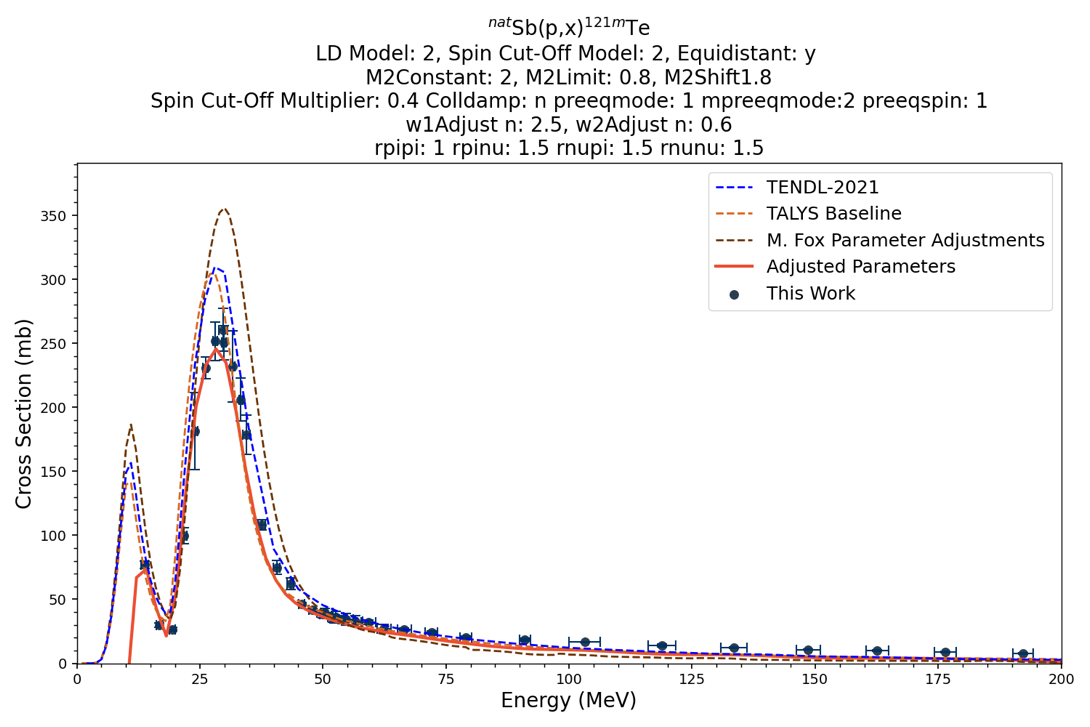 ⁿᵃᵗSb(p,x)¹²¹ᵐTe
LD Model: 2, Spin Cut-Off Model: 2, Equidistant: y
M2Constant: 2, M2Limit: 0.8, M2Shift1.8
Spin Cut-Off Multiplier: 0.4 Colldamp: n preeqmode: 1 mpreeqmode:2 preeqspin: 1
w1Adjust n: 2.5, w2Adjust n: 0.6
rpipi: 1 rpinu: 1.5 rnupi: 1.5 rnunu: 1.5
TENDL-2021
TALYS Baseline
M. Fox Parameter Adjustments
Adjusted Parameters
This Work
Cross Section (mb)
350
300
250
200
150
100
50
0
0 25 50 75 100 125 150 175 200
Energy (MeV)